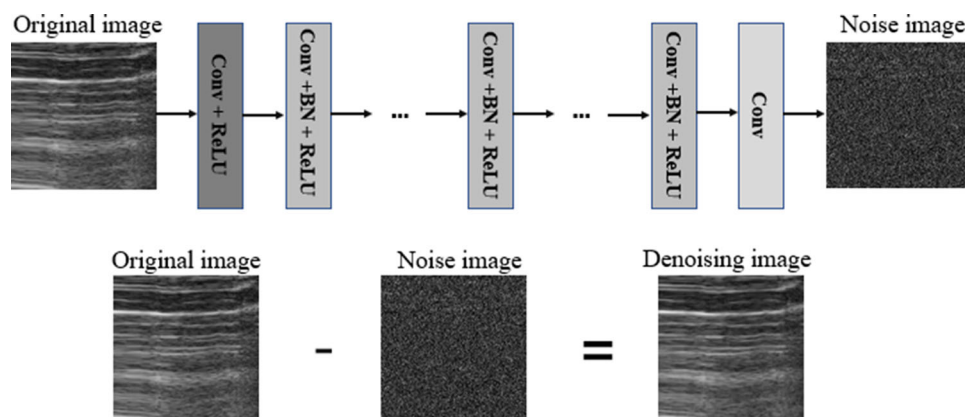 Original image
Noise image
Conv + ReLU
Conv +BN + ReLU
...
Conv +BN + ReLU
...
Conv +BN + ReLU
Conv
Original image
Noise image
Denoising image
-
=